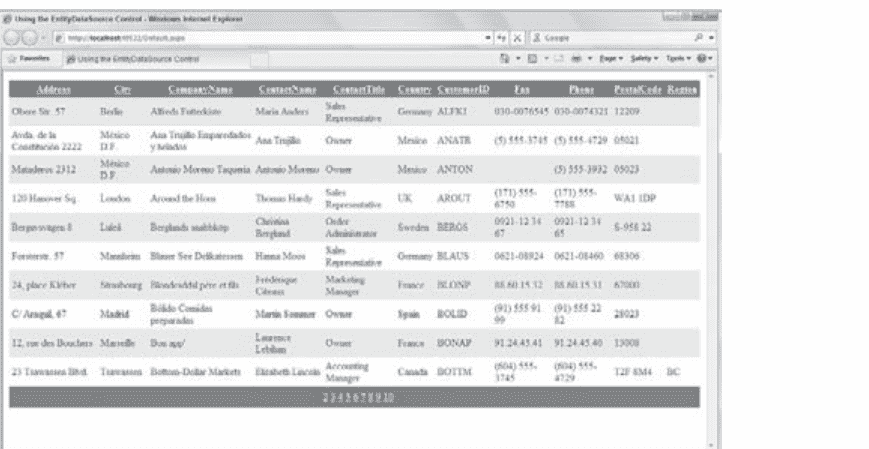 Using the EntityDataSource Control - Windows Internet Explorer
Google
Favorites Using the EntityDataSource Control Page Safety Tools
Address City CompanyName ContactName ContactTitle Country CustomerID Fax Phone PostalCode Region
Obere Str. 57 Berlin Alfreds Futterkiste Maria Anders Sales Representative Germany ALFKI 030-0076545 030-0074321 12209
Avda. de la Constitución 2222 México D.F. Ana Trujillo Emparedados y helados Ana Trujillo Owner Mexico ANATR (5) 555-3745 (5) 555-4729 05021
Mataderos 2312 México D.F. Antonio Moreno Taquería Antonio Moreno Owner Mexico ANTON (5) 555-3932 05023
120 Hanover Sq. London Around the Horn Thomas Hardy Sales Representative UK AROUT (171) 555-6750 (171) 555-7788 WA1 1DP
Berguvsvägen 8 Luleå Berglunds snabbköp Christina Berglund Order Administrator Sweden BERGS 0921-12 34 67 0921-12 34 65 S-958 22
Forsterstr. 57 Mannheim Blauer See Delikatessen Hanna Moos Sales Representative Germany BLAUS 0621-08924 0621-08460 68306
24, place Kléber Strasbourg Blondesddsl père et fils Frédérique Citeaux Marketing Manager France BLONP 88.60.15.32 88.60.15.31 67000
C/ Araquil, 67 Madrid Bólido Comidas preparadas Martín Sommer Owner Spain BOLID (91) 555 91 99 (91) 555 22 82 28023
12, rue des Bouchers Marseille Bon app' Laurence Lebihan Owner France BONAP 91.24.45.41 91.24.45.40 13008
23 Tsawassen Blvd. Tsawassen Bottom-Dollar Markets Elizabeth Lincoln Accounting Manager Canada BOTTM (604) 555-3745 (604) 555-4729 T2F 8M4 BC
2 3 4 5 6 7 8 9 10